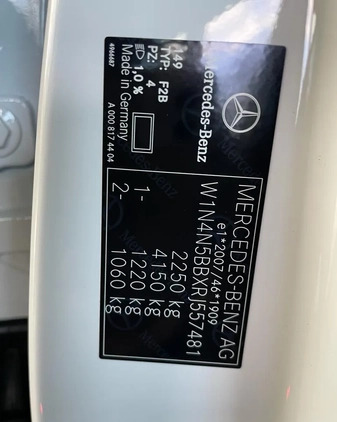 MERCEDES-BENZ AG
e1*2007/46*1909
W1N4N5BBXRJ557481
2250 kg
4150 kg
1- 1220 kg
2- 1060 kg
Mercedes-Benz
149
TYP: F2B
PZ: 4
1,0 %
Made in Germany
4906687
A 000 817 44 04